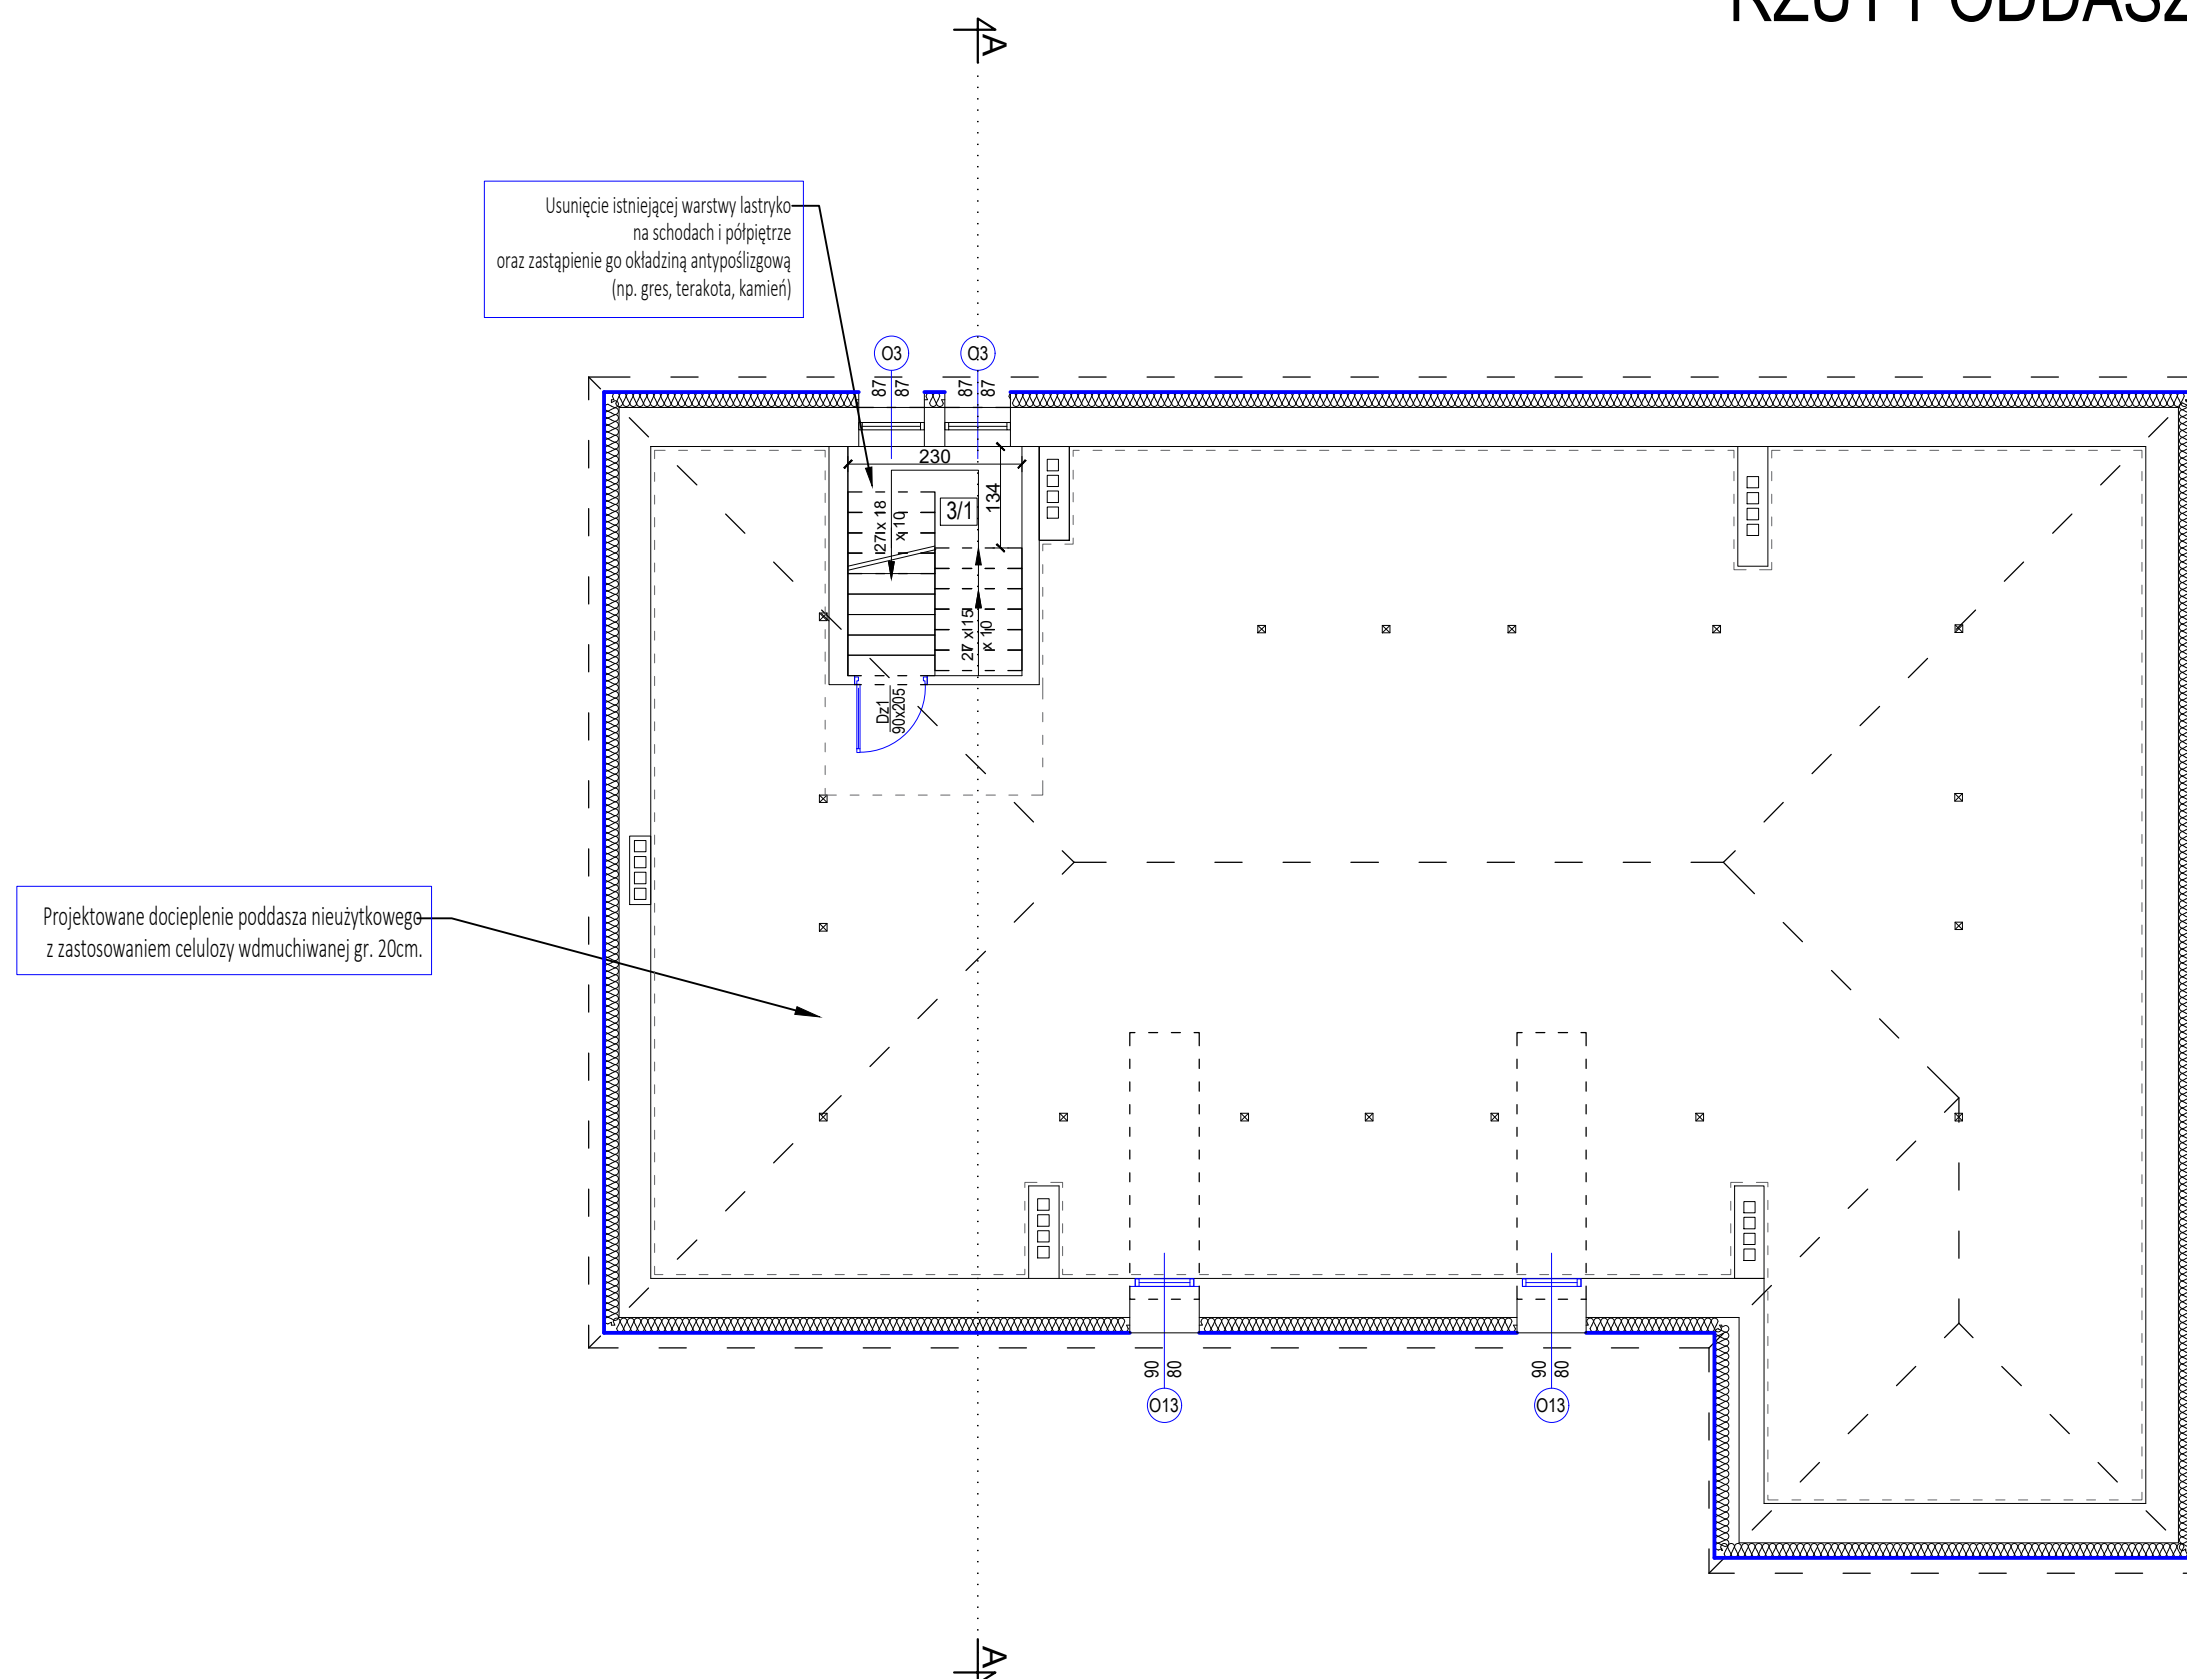 A
Usunięcie istniejącej warstwy lastryko
na schodach i półpiętrze
oraz zastąpienie go okładziną antypoślizgową
(np. gres, terakota, kamień)
O3
O3
87
87
87
87
230
134
3/1
27 x 18
x 10
27 x 15
x 10
Dz1
90x205
Projektowane docieplenie poddasza nieużytkowego
z zastosowaniem celulozy wdmuchiwanej gr. 20cm.
90
80
90
80
O13
O13
A